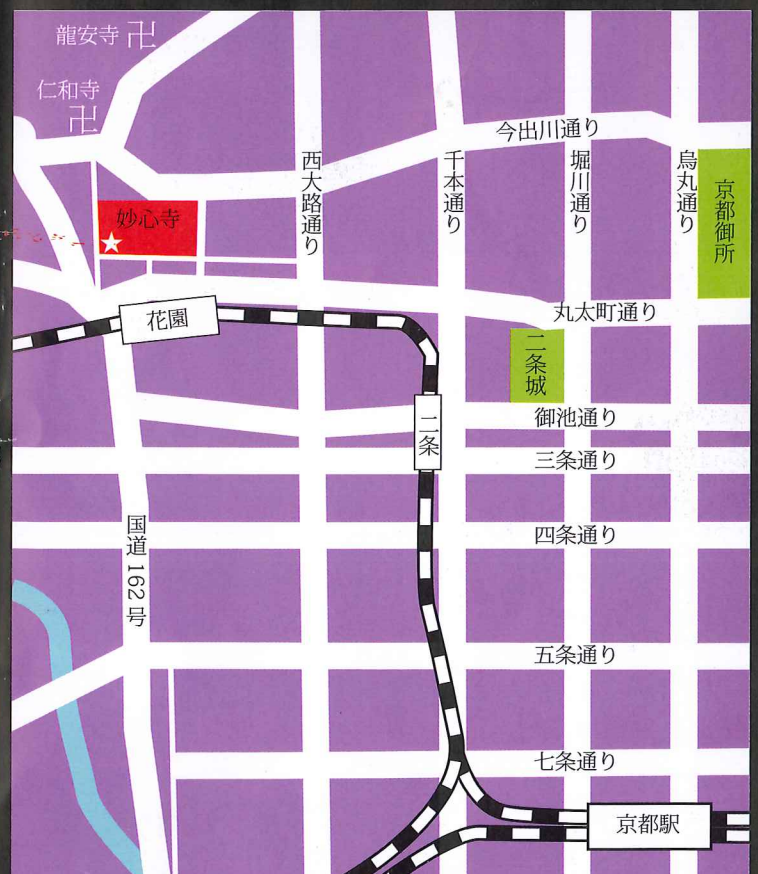 龍安寺 卍
仁和寺
卍
今出川通り
西大路通り
千本通り
堀川通り
烏丸通り
京都御所
妙心寺
花園
丸太町通り
二条城
御池通り
二条
三条通り
国道162号
四条通り
五条通り
七条通り
京都駅